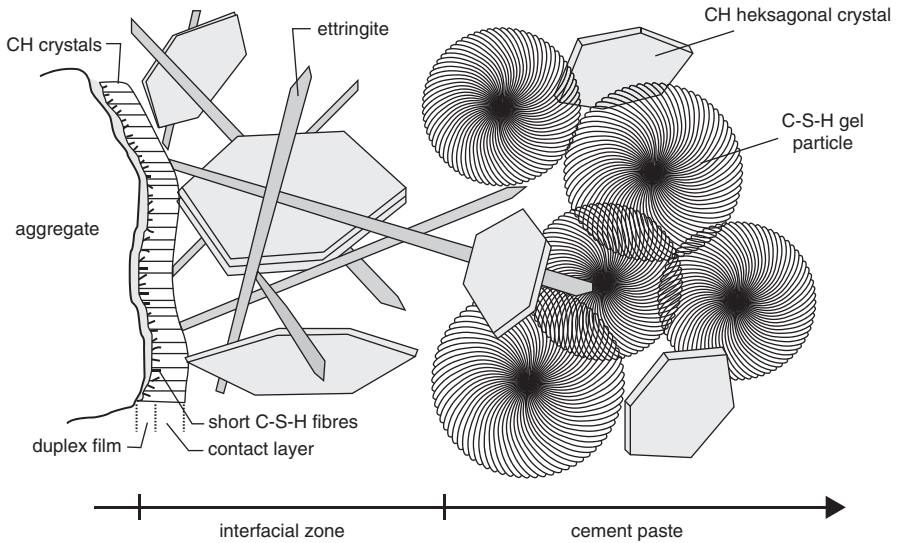 CH heksagonal crystal
ettringite
CH crystals
C-S-H gel
particle
aggregate
short C-S-H fibres
duplex film
contact layer
interfacial zone
cement paste